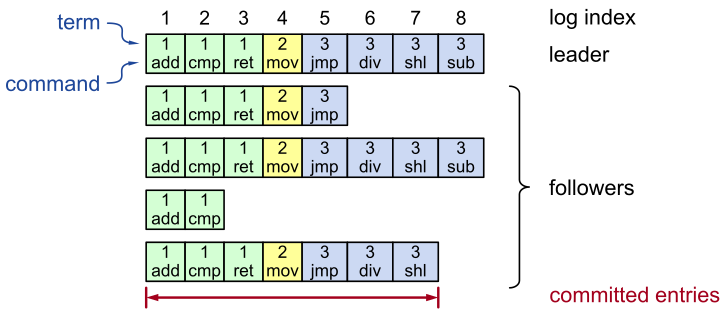 1 2 3 4 5 6 7 8 log index
term
1 1 1 2 3 3 3 3
add cmp ret mov jmp div shl sub
leader
command
1 1 1 2 3
add cmp ret mov jmp
1 1 1 2 3 3 3 3
add cmp ret mov jmp div shl sub
followers
1 1
add cmp
1 1 1 2 3 3 3
add cmp ret mov jmp div shl
committed entries